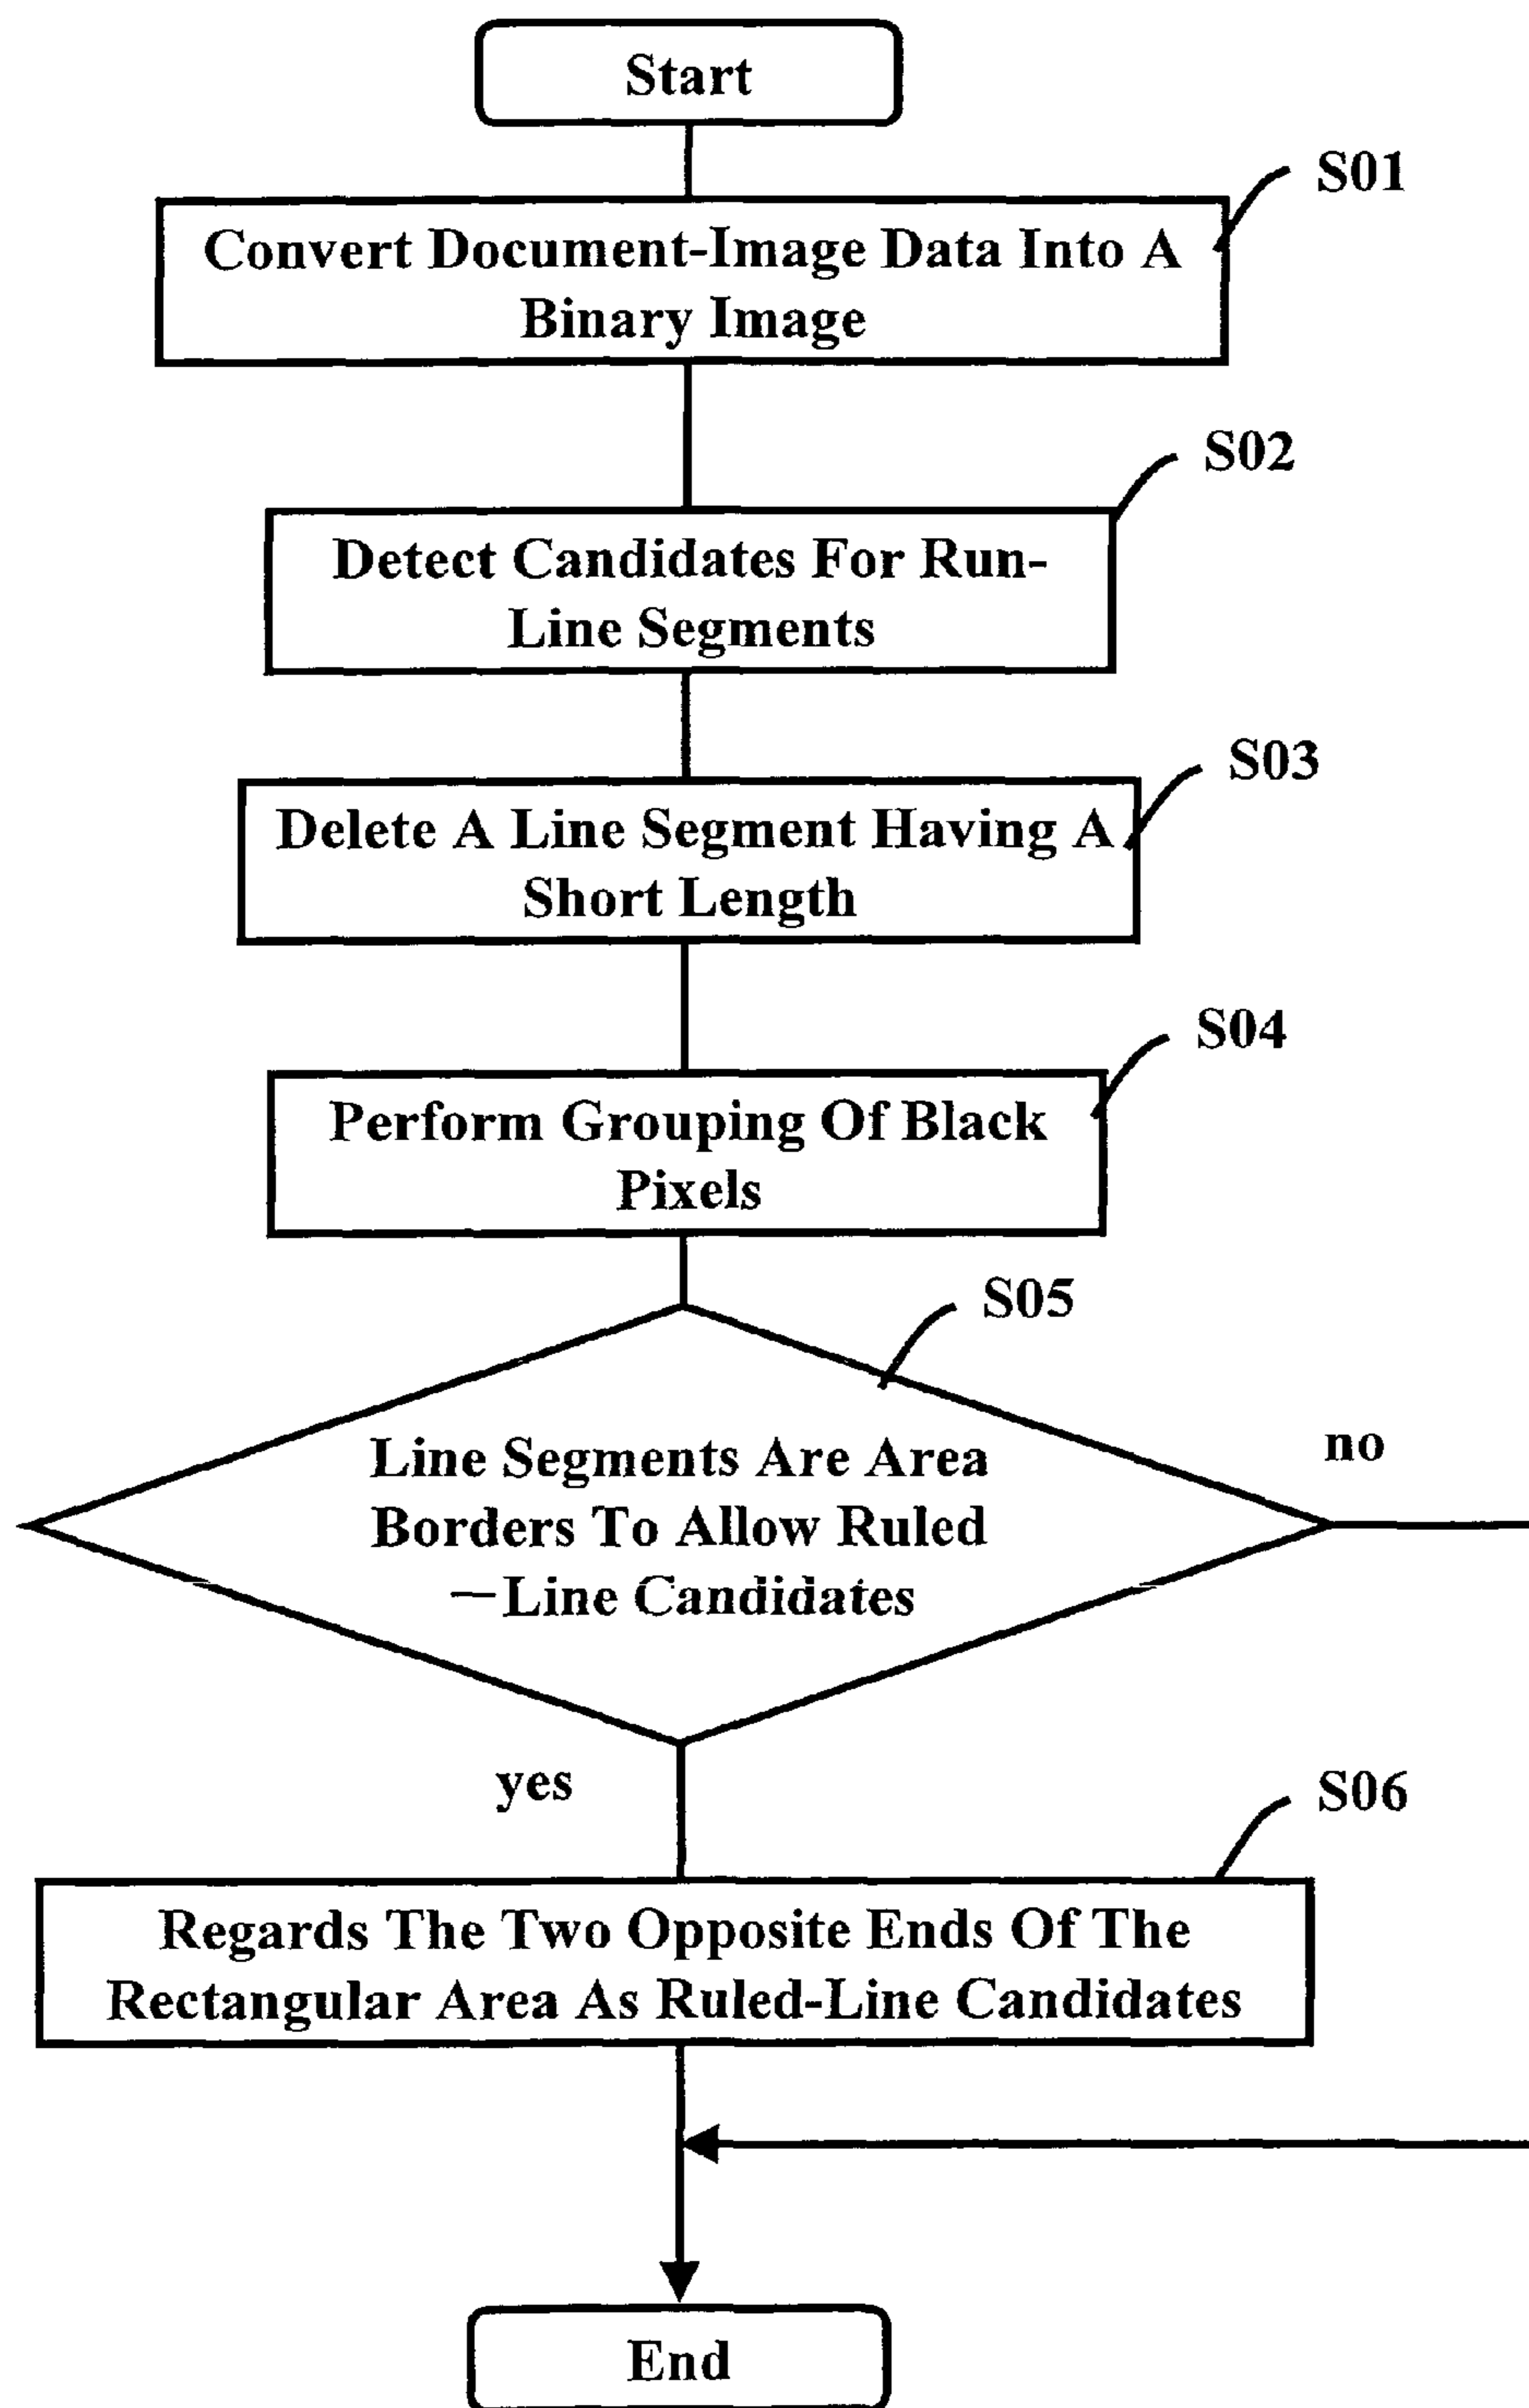 Start
S01
Convert Document-Image Data Into A
Binary Image
S02
Detect Candidates For Run-
Line Segments
S03
Delete A Line Segment Having A
Short Length
S04
Perform Grouping Of Black
Pixels
S05
Line Segments Are Area
Borders To Allow Ruled
—Line Candidates
no
yes
S06
Regards The Two Opposite Ends Of The
Rectangular Area As Ruled-Line Candidates
End